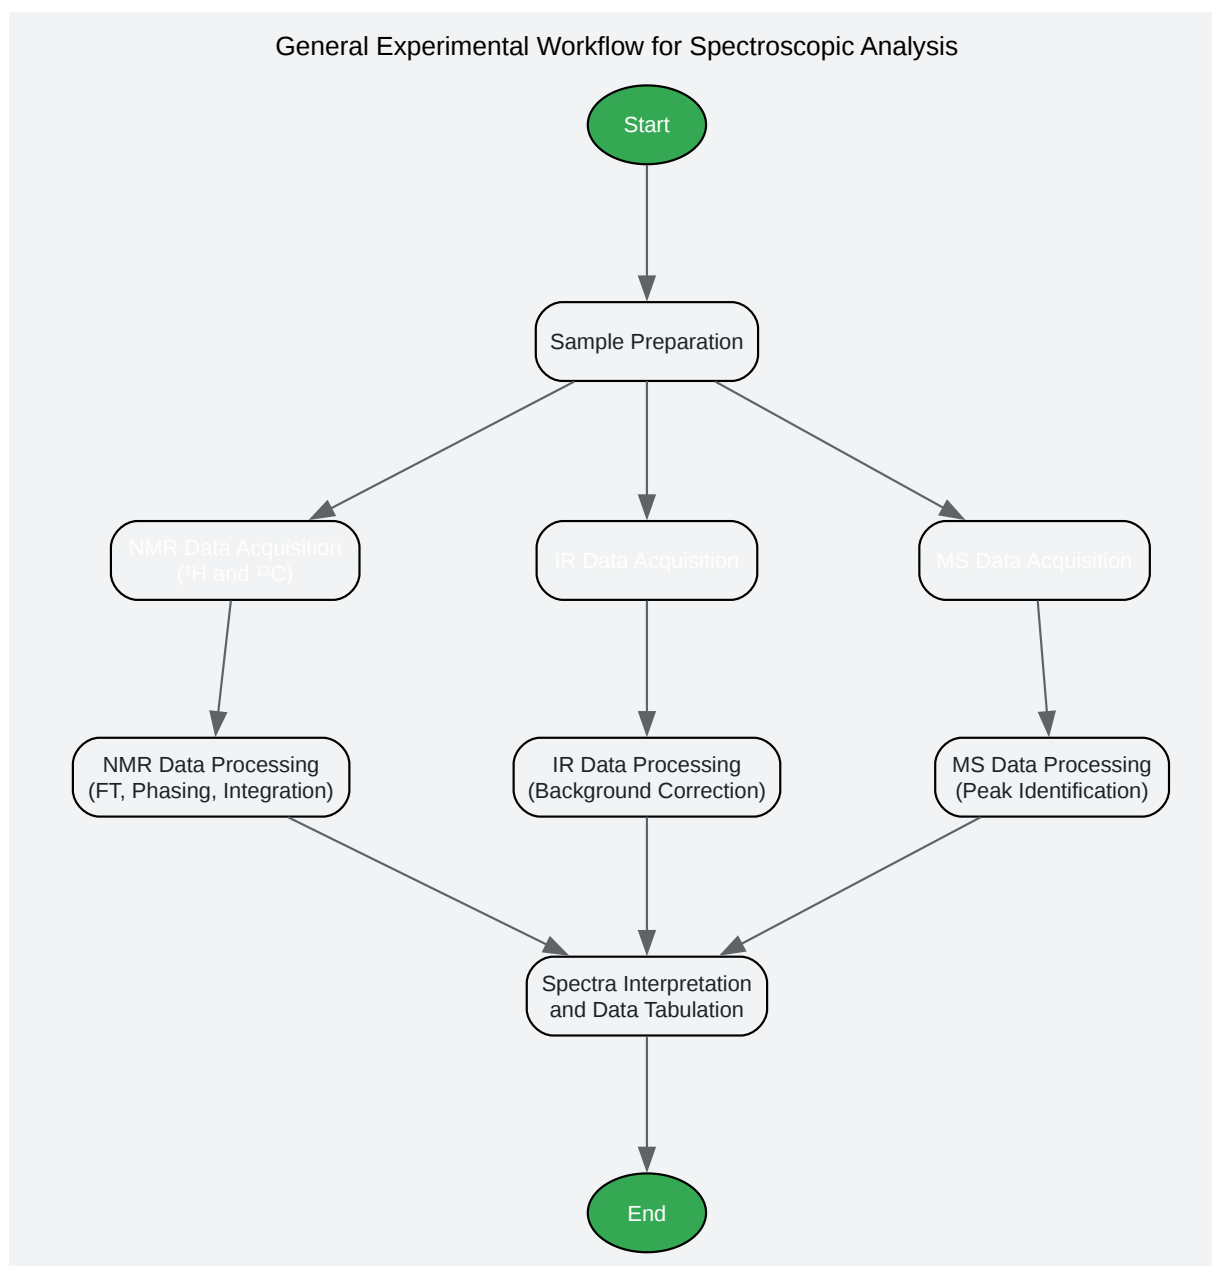 General Experimental Workflow for Spectroscopic Analysis
Start
Sample Preparation
NMR Data Acquisition
(¹H and ¹³C)
IR Data Acquisition
MS Data Acquisition
NMR Data Processing
(FT, Phasing, Integration)
IR Data Processing
(Background Correction)
MS Data Processing
(Peak Identification)
Spectra Interpretation
and Data Tabulation
End